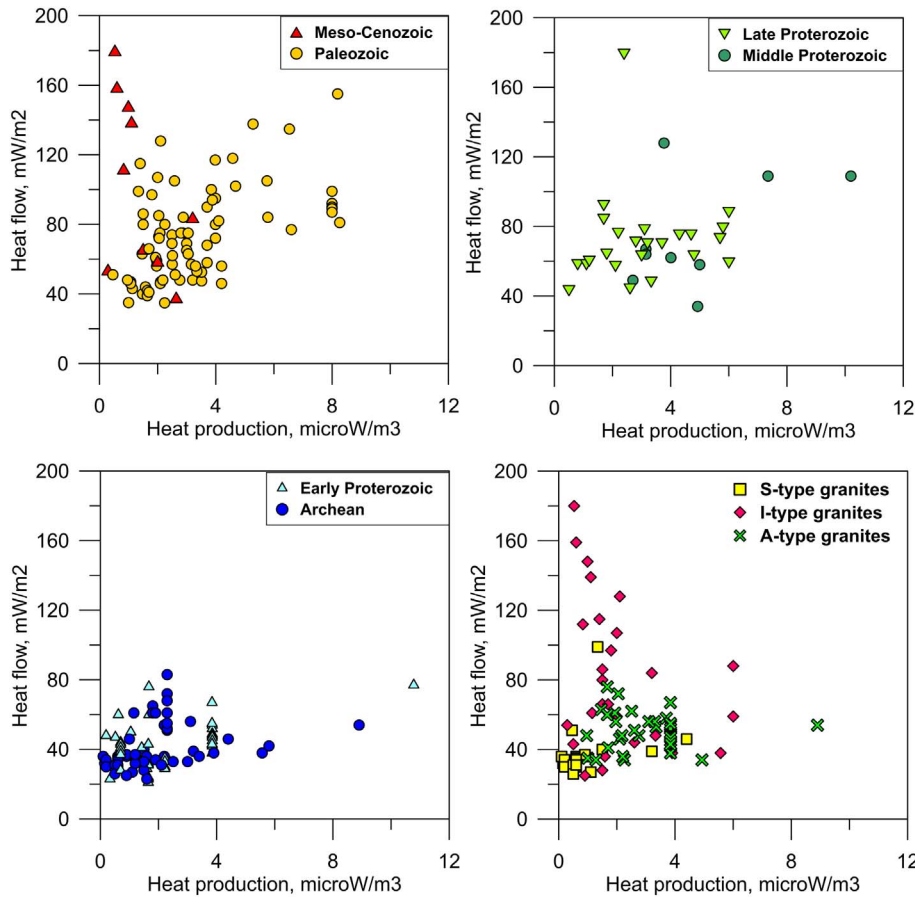 Meso-Cenozoic
Paleozoic
200
160
120
80
40
0
Heat flow, mW/m2
0 4 8 12
Heat production, microW/m3
Late Proterozoic
Middle Proterozoic
200
160
120
80
40
0
Heat flow, mW/m2
0 4 8 12
Heat production, microW/m3
Early Proterozoic
Archean
200
160
120
80
40
0
Heat flow, mW/m2
0 4 8 12
Heat production, microW/m3
S-type granites
I-type granites
A-type granites
200
160
120
80
40
0
Heat flow, mW/m2
0 4 8 12
Heat production, microW/m3